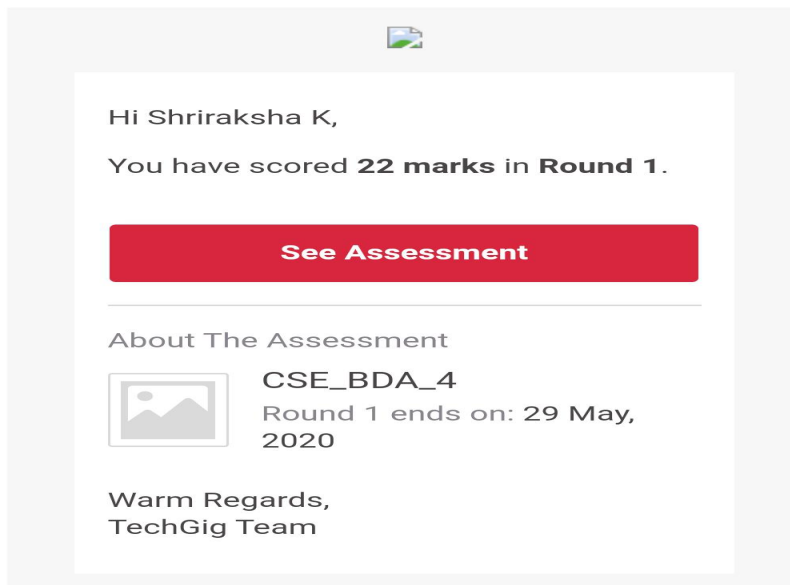 Hi Shriraksha K,
You have scored 22 marks in Round 1.
See Assessment
About The Assessment
CSE_BDA_4
Round 1 ends on: 29 May,
2020
Warm Regards,
TechGig Team